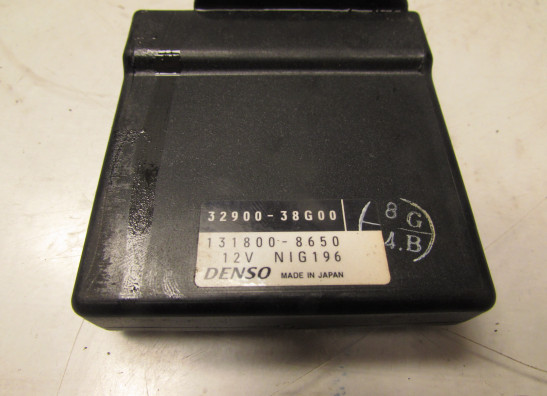 32900-38G00
131800-8650
12V NIG196
DENSO MADE IN JAPAN
8 G
4.B